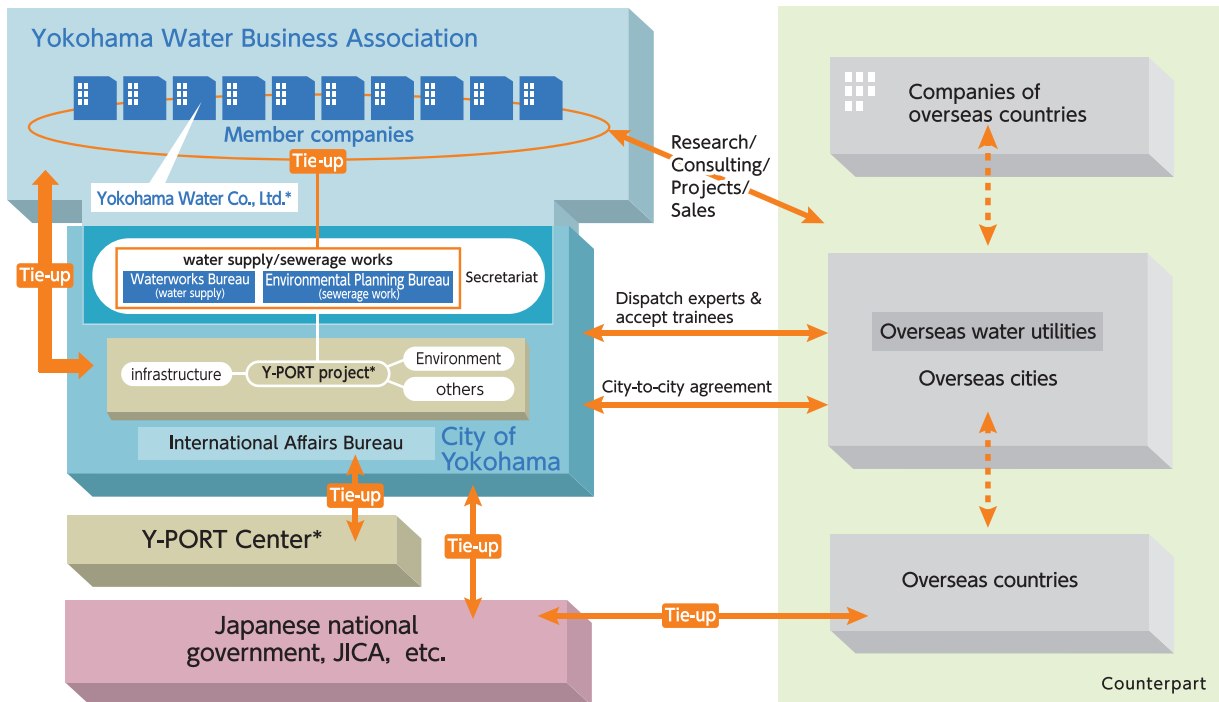 Yokohama Water Business Association
Member companies
Tie-up
Yokohama Water Co., Ltd.*
Tie-up
water supply/sewerage works
Waterworks Bureau
(water supply)
Environmental Planning Bureau
(sewerage work)
Secretariat
infrastructure
Y-PORT project*
Environment
others
International Affairs Bureau
City of
Yokohama
Tie-up
Y-PORT Center*
Tie-up
Japanese national
government, JICA, etc.
Research/
Consulting/
Projects/
Sales
Dispatch experts &
accept trainees
City-to-city agreement
Tie-up
Companies of
overseas countries
Overseas water utilities
Overseas cities
Overseas countries
Counterpart